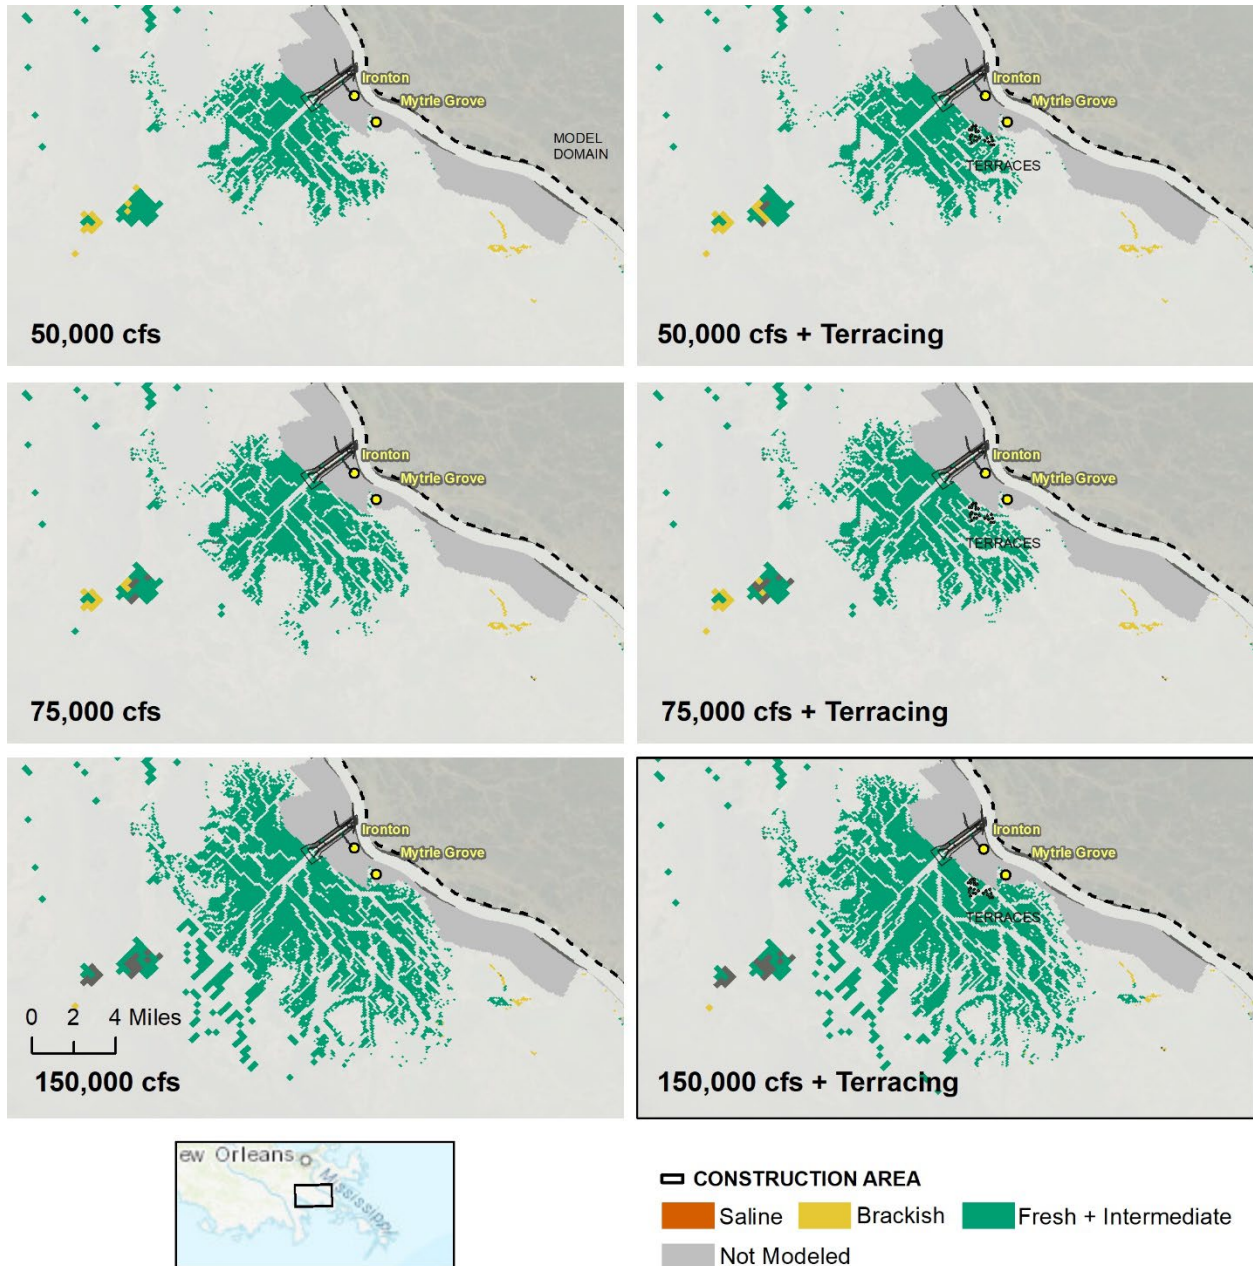 Ironton
Mytrle Grove
MODEL
DOMAIN
50,000 cfs
Ironton
Mytrle Grove
TERRACES
50,000 cfs + Terracing
Ironton
Mytrle Grove
75,000 cfs
Ironton
Mytrle Grove
TERRACES
75,000 cfs + Terracing
Ironton
Mytrle Grove
0 2 4 Miles
150,000 cfs
Ironton
Mytrle Grove
TERRACES
150,000 cfs + Terracing
ew Orleans
Mississippi
CONSTRUCTION AREA
Saline
Brackish
Fresh + Intermediate
Not Modeled